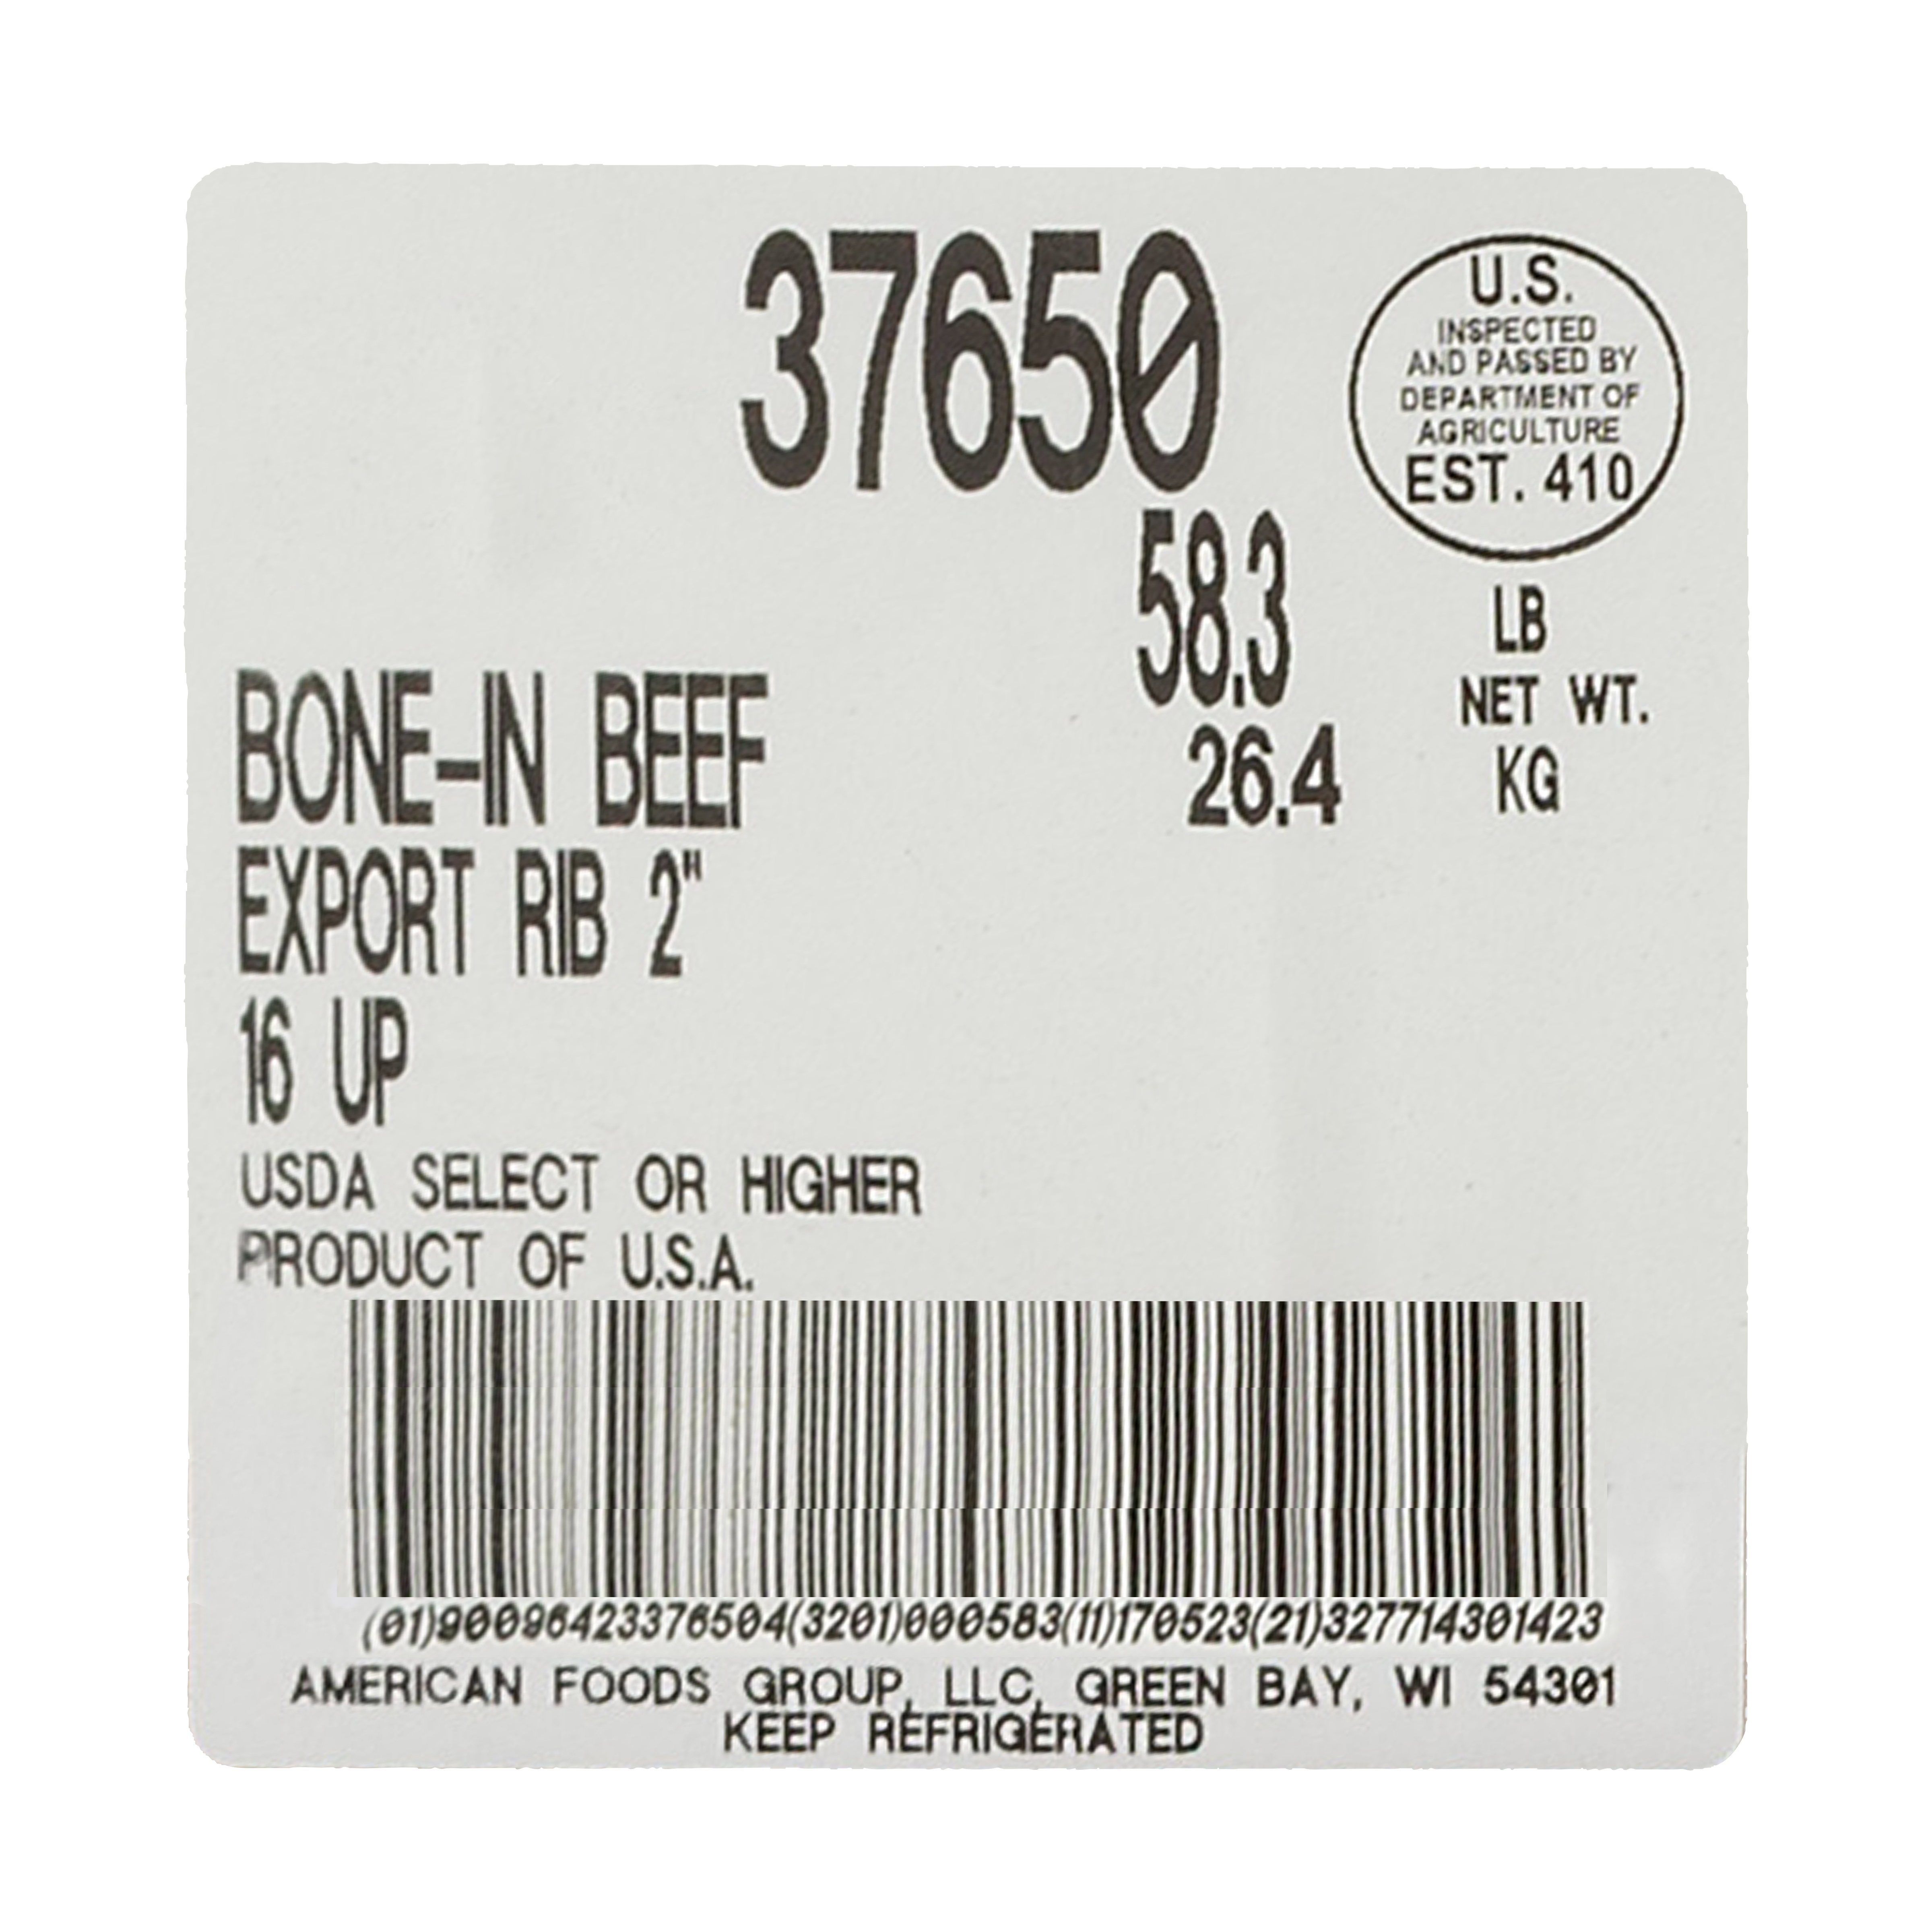 37650
U.S.
INSPECTED
AND PASSED BY
DEPARTMENT OF
AGRICULTURE
EST. 410
58.3
LB
NET WT.
26.4
KG
BONE-IN BEEF
EXPORT RIB 2"
16 UP
USDA SELECT OR HIGHER
PRODUCT OF U.S.A.
(01)90096423376504(3201)000583(11)170523(21)327714301423
AMERICAN FOODS GROUP, LLC, GREEN BAY, WI 54301
KEEP REFRIGERATED